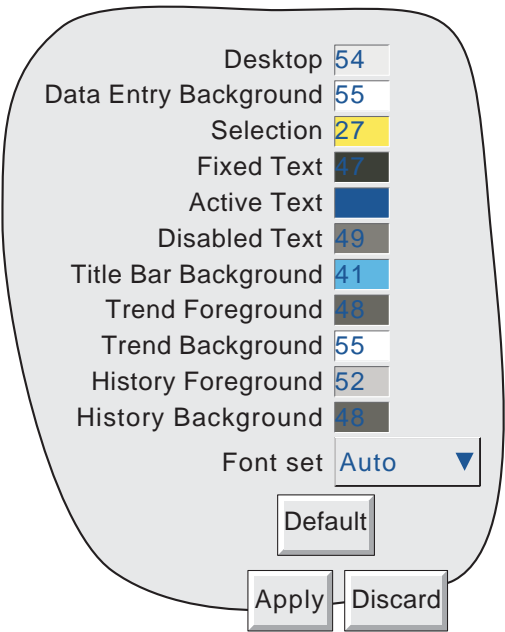 Desktop 54
Data Entry Background 55
Selection 27
Fixed Text 47
Active Text
Disabled Text 49
Title Bar Background 41
Trend Foreground 48
Trend Background 55
History Foreground 52
History Background 48
Font set Auto
Default
Apply Discard